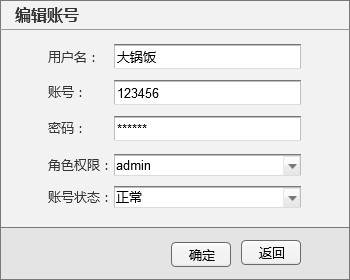 编辑账号
用户名： 大锅饭
账号： 123456
密码： ******
角色权限： admin
账号状态： 正常
确定 返回